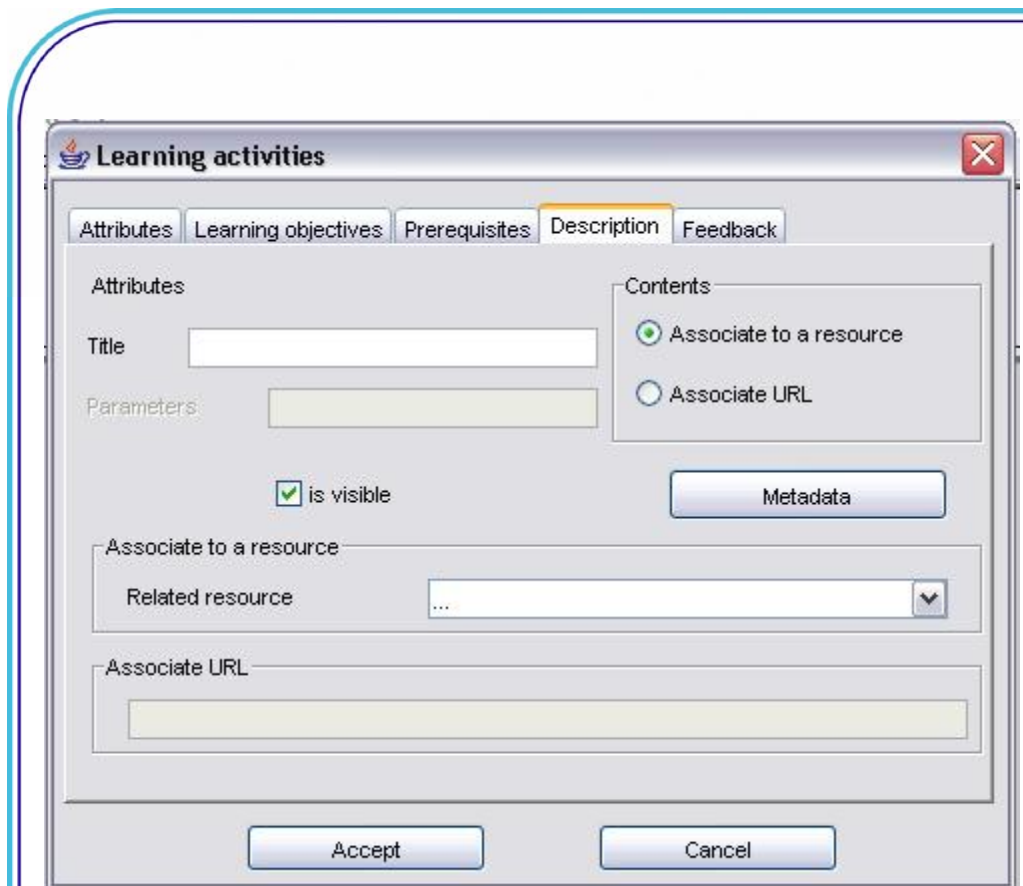 Learning activities
Attributes Learning objectives Prerequisites Description Feedback
Attributes
Contents
Title
Associate to a resource
Parameters
Associate URL
is visible
Metadata
Associate to a resource
Related resource ...
Associate URL
Accept Cancel